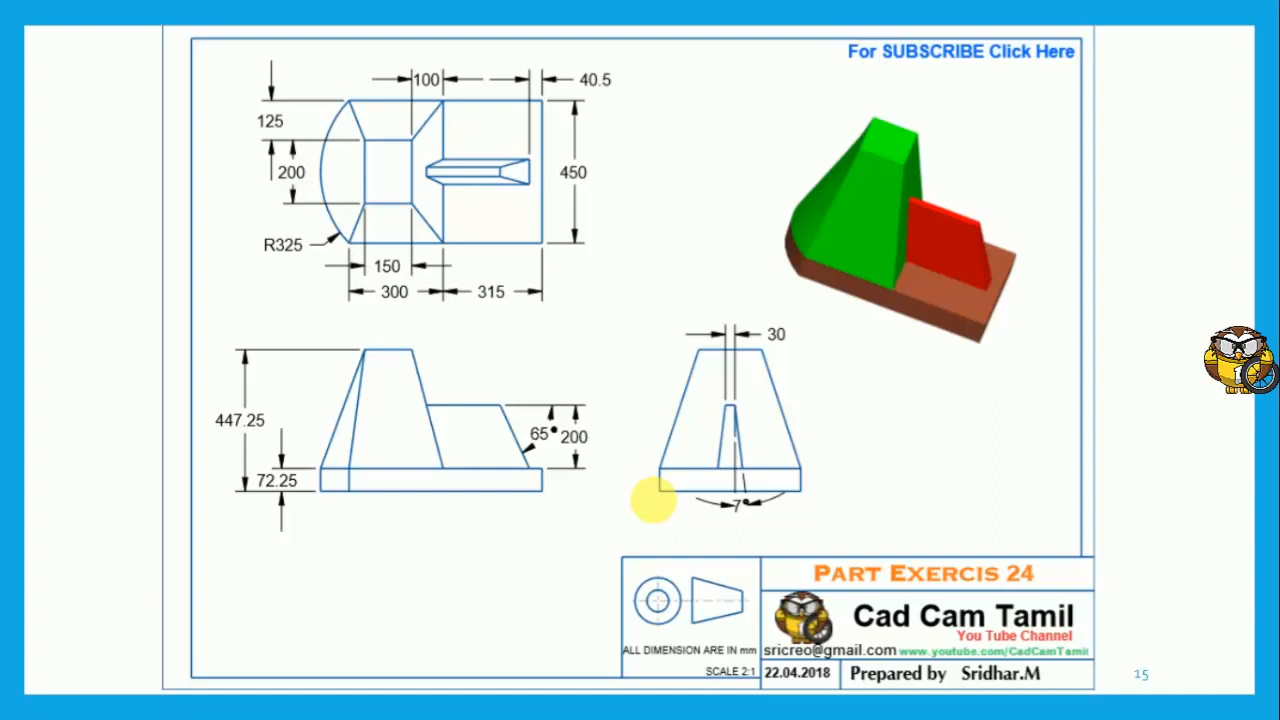 For SUBSCRIBE Click Here
100
40.5
125
200
450
R325
150
300
315
30
447.25
65°
200
72.25
7°
PART EXERCIS 24
Cad Cam Tamil
You Tube Channel
ALL DIMENSION ARE IN mm
sricreo@gmail.com
www.youtube.com/CadCamTamil
SCALE 2:1
22.04.2018
Prepared by Sridhar.M
15